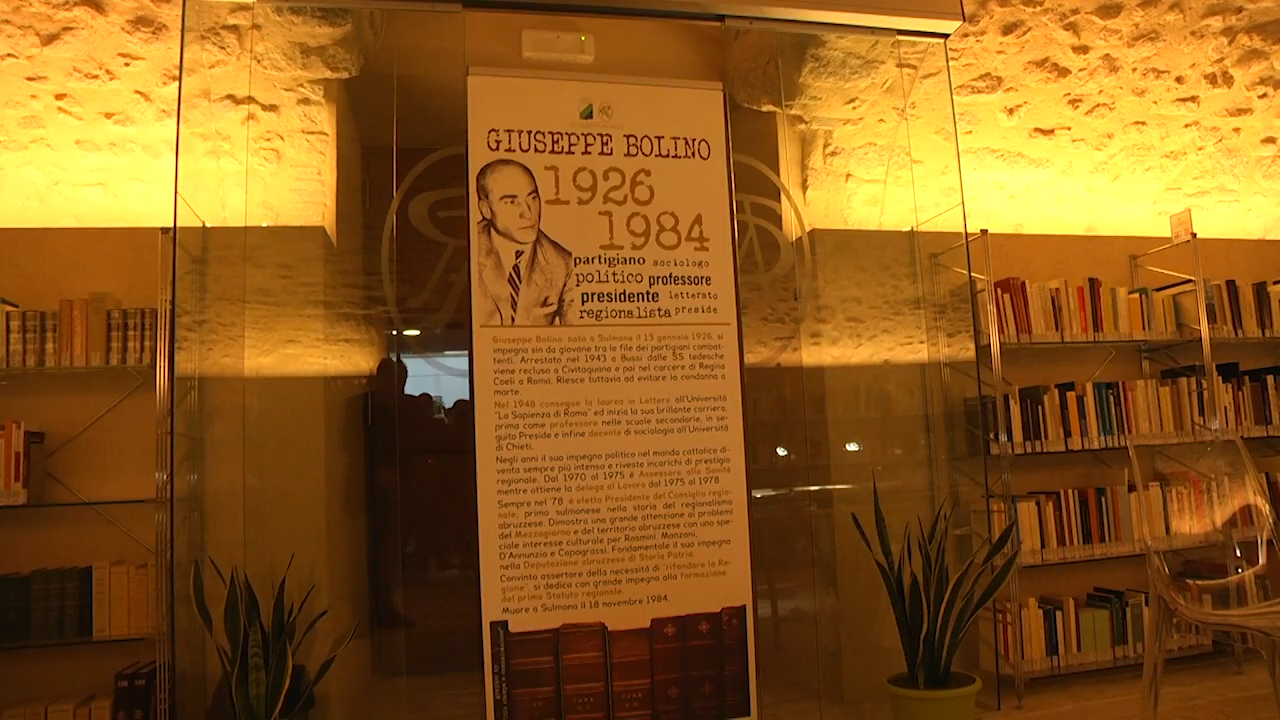 GIUSEPPE BOLINO
1926
1984
partigiano sociologo
político professore
presidente letterato
regionalista preside
Giuseppe Bolino, nato a Sulmona il 13 gennaio 1926, si
impegna sin da giovane tra le file dei partigiani combat-
tenti. Arrestato nel 1943 a Bussi dalle SS tedesche
viene recluso a Civitaquana e poi nel carcere di Regina
Coeli a Roma. Riesce tuttavia ad evitare la condanna a
morte.
Nel 1948 consegue la laurea in Lettere all'Università
"La Sapienza di Roma" ed inizia la sua brillante carriera,
prima come professore nelle scuole secondarie, in se-
guito Preside e infine docente di sociologia all'Università
di Chieti.
Negli anni il suo impegno politico nel mondo cattolico di-
venta sempre più intenso e riveste incarichi di prestigio
regionale. Dal 1970 al 1975 è Assessore alla Sanità
mentre ottiene la delega al Lavoro dal 1975 al 1978.
Sempre nel '78 è eletto Presidente del Consiglio regio-
nale, primo sulmonese nella storia del regionalismo
abruzzese. Dimostra una grande attenzione ai problemi
del Mezzogiorno e del territorio abruzzese con uno spe-
ciale interesse culturale per Rosmini, Manzoni,
D'Annunzio e Capograssi. Fondamentale il suo impegno
nella Deputazione abruzzese di Storia Patria.
Convinto assertore della necessità di "rifondare la Re-
gione", si dedica con grande impegno alla formazione
del primo Statuto regionale.
Muore a Sulmona il 18 novembre 1984.